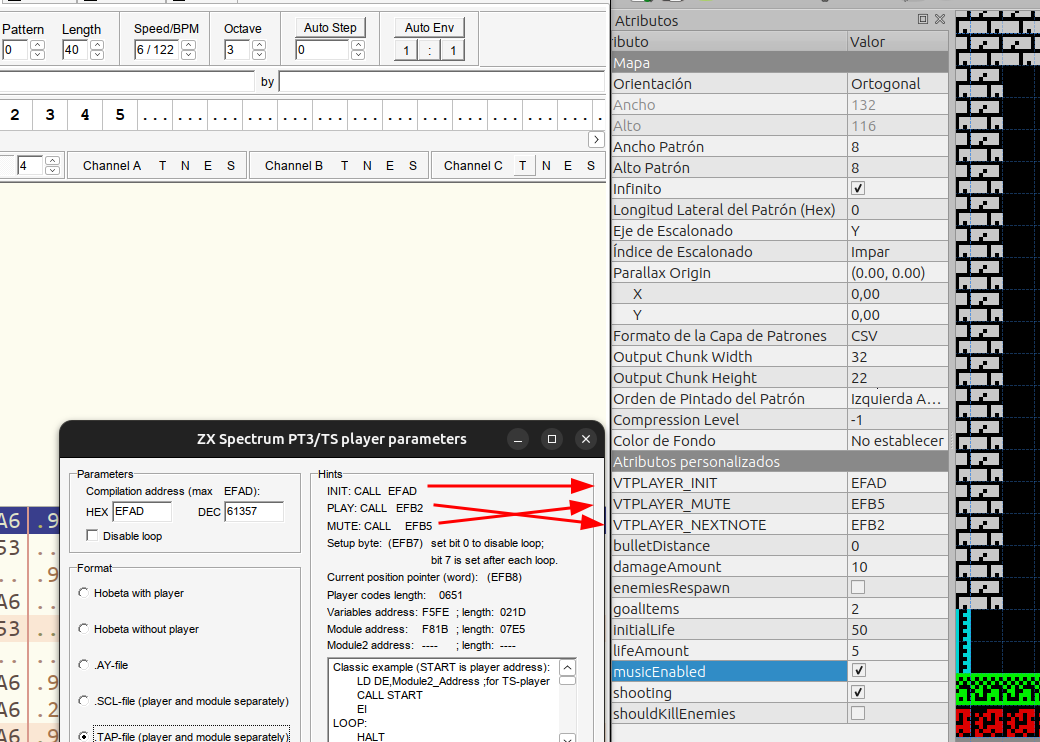 Pattern Length Speed/BPM Octave Auto Step Auto Env
0 40 6 / 122 3 0 1 : 1
by
2 3 4 5 ... ... ... ... ... ... ... ... ... ... ... ... ...
4 Channel A T N E S Channel B T N E S Channel C T N E S
A6 .9
53 ..
.. .9
A6 ..
53 ..
.. ..
A6 .9
A6 .2
A6 .9
ZX Spectrum PT3/TS player parameters
Parameters
Compilation address (max EFAD):
HEX EFAD DEC 61357
Disable loop
Format
Hobeta with player
Hobeta without player
.AY-file
.SCL-file (player and module separately)
.TAP-file (player and module separately)
Hints
INIT: CALL EFAD
PLAY: CALL EFB2
MUTE: CALL EFB5
Setup byte: (EFB7) set bit 0 to disable loop;
bit 7 is set after each loop.
Current position pointer (word): (EFB8)
Player codes length: 0651
Variables address: F5FE ; length: 021D
Module address: F81B ; length: 07E5
Module2 address: ---- ; length: ----
Classic example (START is player address):
LD DE,Module2_Address ;for TS-player
CALL START
EI
LOOP:
HALT
Atributos
ributo Valor
Mapa
Orientación Ortogonal
Ancho 132
Alto 116
Ancho Patrón 8
Alto Patrón 8
Infinito
Longitud Lateral del Patrón (Hex) 0
Eje de Escalonado Y
Índice de Escalonado Impar
Parallax Origin (0.00, 0.00)
X 0,00
Y 0,00
Formato de la Capa de Patrones CSV
Output Chunk Width 32
Output Chunk Height 22
Orden de Pintado del Patrón Izquierda A...
Compression Level -1
Color de Fondo No establecer
Atributos personalizados
VTPLAYER_INIT EFAD
VTPLAYER_MUTE EFB5
VTPLAYER_NEXTNOTE EFB2
bulletDistance 0
damageAmount 10
enemiesRespawn
goalItems 2
initialLife 50
lifeAmount 5
musicEnabled
shooting
shouldKillEnemies